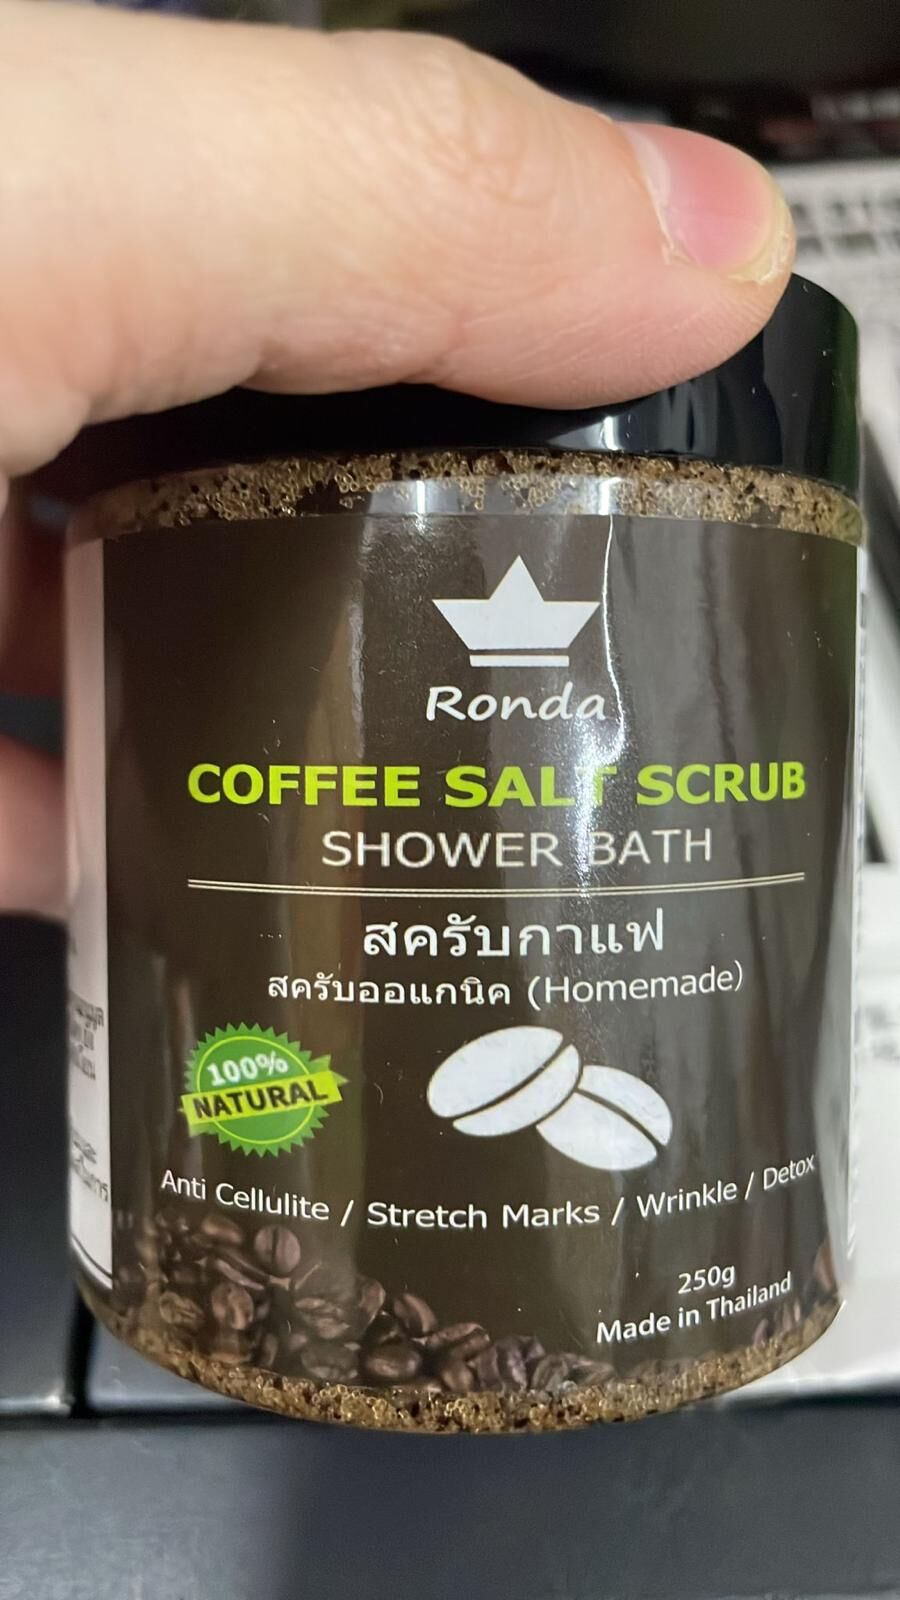 Ronda
COFFEE SALT SCRUB
SHOWER BATH
สครับกาแฟ
สครับออแกนิค (Homemade)
100%
NATURAL
Anti Cellulite / Stretch Marks / Wrinkle / Detox
250g
Made in Thailand